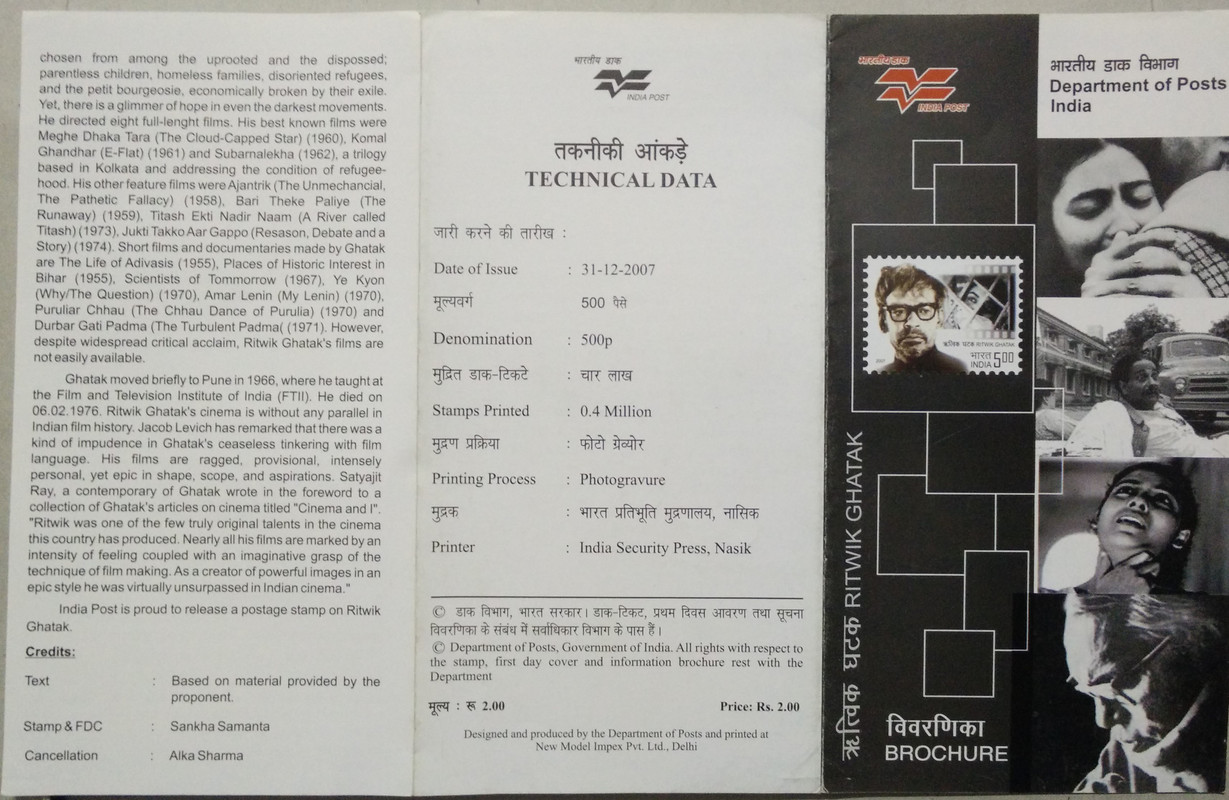 chosen from among the uprooted and the dispossed;
parentless children, homeless families, disoriented refugees,
and the petit bourgeosie, economically broken by their exile.
Yet, there is a glimmer of hope in even the darkest movements.
He directed eight full-lenght films. His best known films were
Meghe Dhaka Tara (The Cloud-Capped Star) (1960), Komal
Ghandhar (E-Flat) (1961) and Subarnalekha (1962), a trilogy
based in Kolkata and addressing the condition of refugee-
hood. His other feature films were Ajantrik (The Unmechancial,
The Pathetic Fallacy) (1958), Bari Theke Paliye (The
Runaway) (1959), Titash Ekti Nadir Naam (A River called
Titash) (1973), Jukti Takko Aar Gappo (Resason, Debate and a
Story) (1974). Short films and documentaries made by Ghatak
are The Life of Adivasis (1955), Places of Historic Interest in
Bihar (1955), Scientists of Tommorrow (1967), Ye Kyon
(Why/The Question) (1970), Amar Lenin (My Lenin) (1970),
Puruliar Chhau (The Chhau Dance of Purulia) (1970) and
Durbar Gati Padma (The Turbulent Padma( (1971). However,
despite widespread critical acclaim, Ritwik Ghatak's films are
not easily available.
Ghatak moved briefly to Pune in 1966, where he taught at
the Film and Television Institute of India (FTII). He died on
06.02.1976. Ritwik Ghatak's cinema is without any parallel in
Indian film history. Jacob Levich has remarked that there was a
kind of impudence in Ghatak's ceaseless tinkering with film
language. His films are ragged, provisional, intensely
personal, yet epic in shape, scope, and aspirations. Satyajit
Ray, a contemporary of Ghatak wrote in the foreword to a
collection of Ghatak's articles on cinema titled "Cinema and I".
"Ritwik was one of the few truly original talents in the cinema
this country has produced. Nearly all his films are marked by an
intensity of feeling coupled with an imaginative grasp of the
technique of film making. As a creator of powerful images in an
epic style he was virtually unsurpassed in Indian cinema."
India Post is proud to release a postage stamp on Ritwik
Ghatak.
Credits:
Text : Based on material provided by the
proponent.
Stamp & FDC : Sankha Samanta
Cancellation : Alka Sharma
भारतीय डाक
INDIA POST
तकनीकी आंकड़े
TECHNICAL DATA
जारी करने की तारीख :
Date of Issue : 31-12-2007
मूल्यवर्ग 500 पैसे
Denomination : 500p
मुद्रित डाक-टिकटे : चार लाख
Stamps Printed : 0.4 Million
मुद्रण प्रक्रिया : फोटो ग्रेव्योर
Printing Process : Photogravure
मुद्रक : भारत प्रतिभूति मुद्रणालय, नासिक
Printer : India Security Press, Nasik
© डाक विभाग, भारत सरकार। डाक-टिकट, प्रथम दिवस आवरण तथा सूचना
विवरणिका के संबंध में सर्वाधिकार विभाग के पास हैं।
© Department of Posts, Government of India. All rights with respect to
the stamp, first day cover and information brochure rest with the
Department
मूल्य : रू 2.00 Price: Rs. 2.00
Designed and produced by the Department of Posts and printed at
New Model Impex Pvt. Ltd., Delhi
भारतीय डाक
INDIA POST
भारतीय डाक विभाग
Department of Posts
India
ऋत्विक घटक RITWIK GHATAK
भारत
INDIA 5.00
2007
ऋत्विक घटक RITWIK GHATAK
विवरणिका
BROCHURE